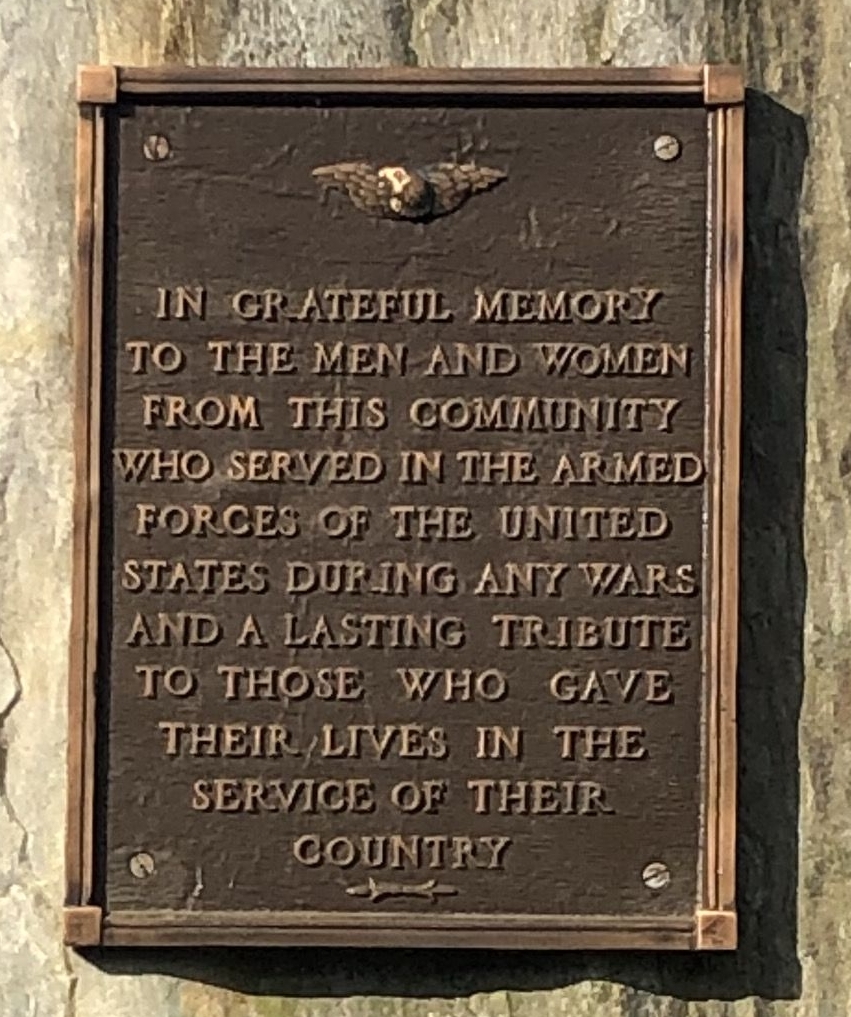 IN GRATEFUL MEMORY
TO THE MEN AND WOMEN
FROM THIS COMMUNITY
WHO SERVED IN THE ARMED
FORCES OF THE UNITED
STATES DURING ANY WARS
AND A LASTING TRIBUTE
TO THOSE WHO GAVE
THEIR LIVES IN THE
SERVICE OF THEIR
COUNTRY